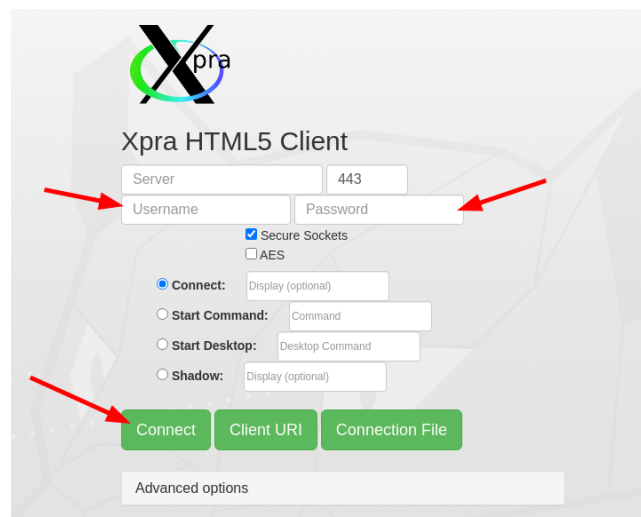 Xpra
Xpra HTML5 Client
Server 443
Username Password
Secure Sockets
AES
Connect: Display (optional)
Start Command: Command
Start Desktop: Desktop Command
Shadow: Display (optional)
Connect Client URI Connection File
Advanced options